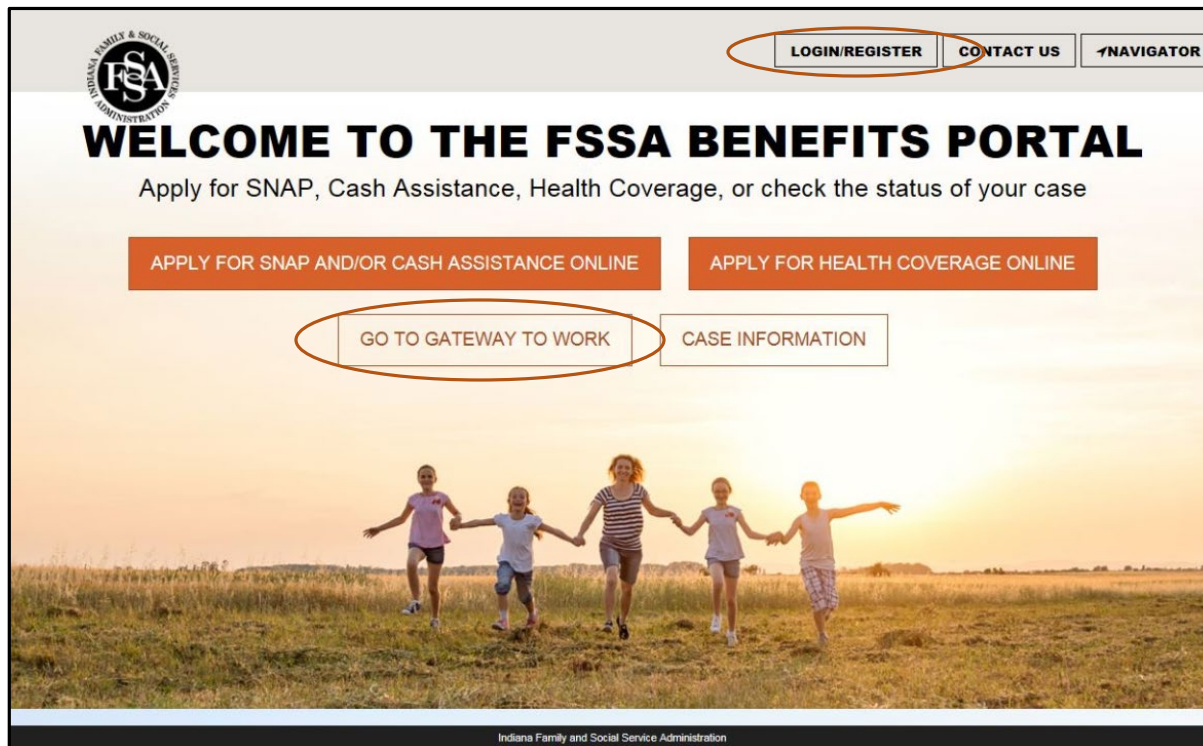 INDIANA FAMILY & SOCIAL SERVICES ADMINISTRATION
FSSA
LOGIN/REGISTER
CONTACT US
NAVIGATOR
WELCOME TO THE FSSA BENEFITS PORTAL
Apply for SNAP, Cash Assistance, Health Coverage, or check the status of your case
APPLY FOR SNAP AND/OR CASH ASSISTANCE ONLINE
APPLY FOR HEALTH COVERAGE ONLINE
GO TO GATEWAY TO WORK
CASE INFORMATION
Indiana Family and Social Service Administration